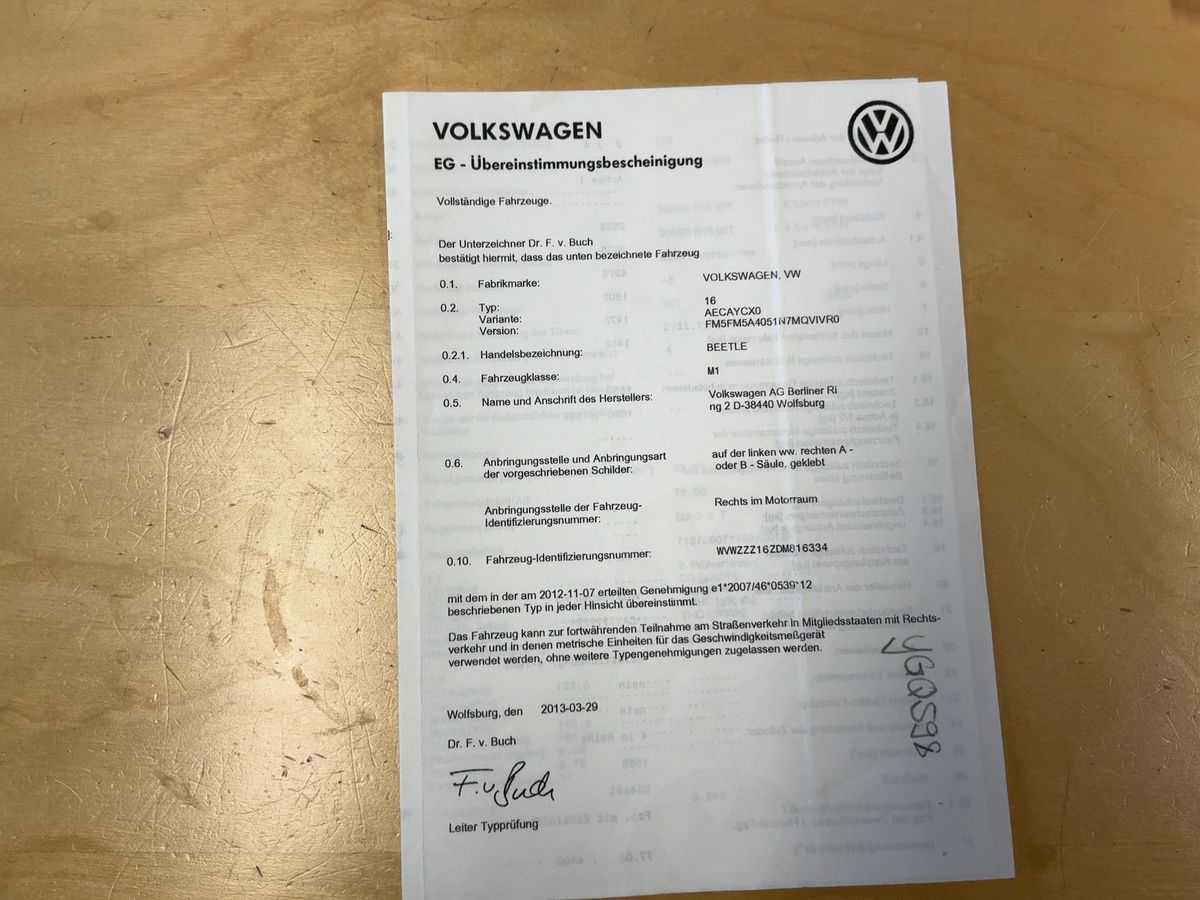 VOLKSWAGEN
EG - Übereinstimmungsbescheinigung
Vollständige Fahrzeuge.
Der Unterzeichner Dr. F. v. Buch
bestätigt hiermit, dass das unten bezeichnete Fahrzeug
0.1. Fabrikmarke: VOLKSWAGEN, VW
0.2. Typ: 16
Variante: AECAYCX0
Version: FM5FM5A4051N7MQVIVR0
0.2.1. Handelsbezeichnung: BEETLE
0.4. Fahrzeugklasse: M1
0.5. Name und Anschrift des Herstellers: Volkswagen AG Berliner Ri
ng 2 D-38440 Wolfsburg
0.6. Anbringungsstelle und Anbringungsart auf der linken ww. rechten A -
der vorgeschriebenen Schilder: oder B - Säule, geklebt
Anbringungsstelle der Fahrzeug- Rechts im Motorraum
Identifizierungsnummer:
0.10. Fahrzeug-Identifizierungsnummer: WVWZZZ16ZDM816334
mit dem in der am 2012-11-07 erteilten Genehmigung e1*2007/46*0539*12
beschriebenen Typ in jeder Hinsicht übereinstimmt.
Das Fahrzeug kann zur fortwährenden Teilnahme am Straßenverkehr in Mitgliedsstaaten mit Rechts-
verkehr und in denen metrische Einheiten für das Geschwindigkeitsmeßgerät
verwendet werden, ohne weitere Typengenehmigungen zugelassen werden.
YGQS98
Wolfsburg, den 2013-03-29
Dr. F. v. Buch
F. v. Buch
Leiter Typprüfung